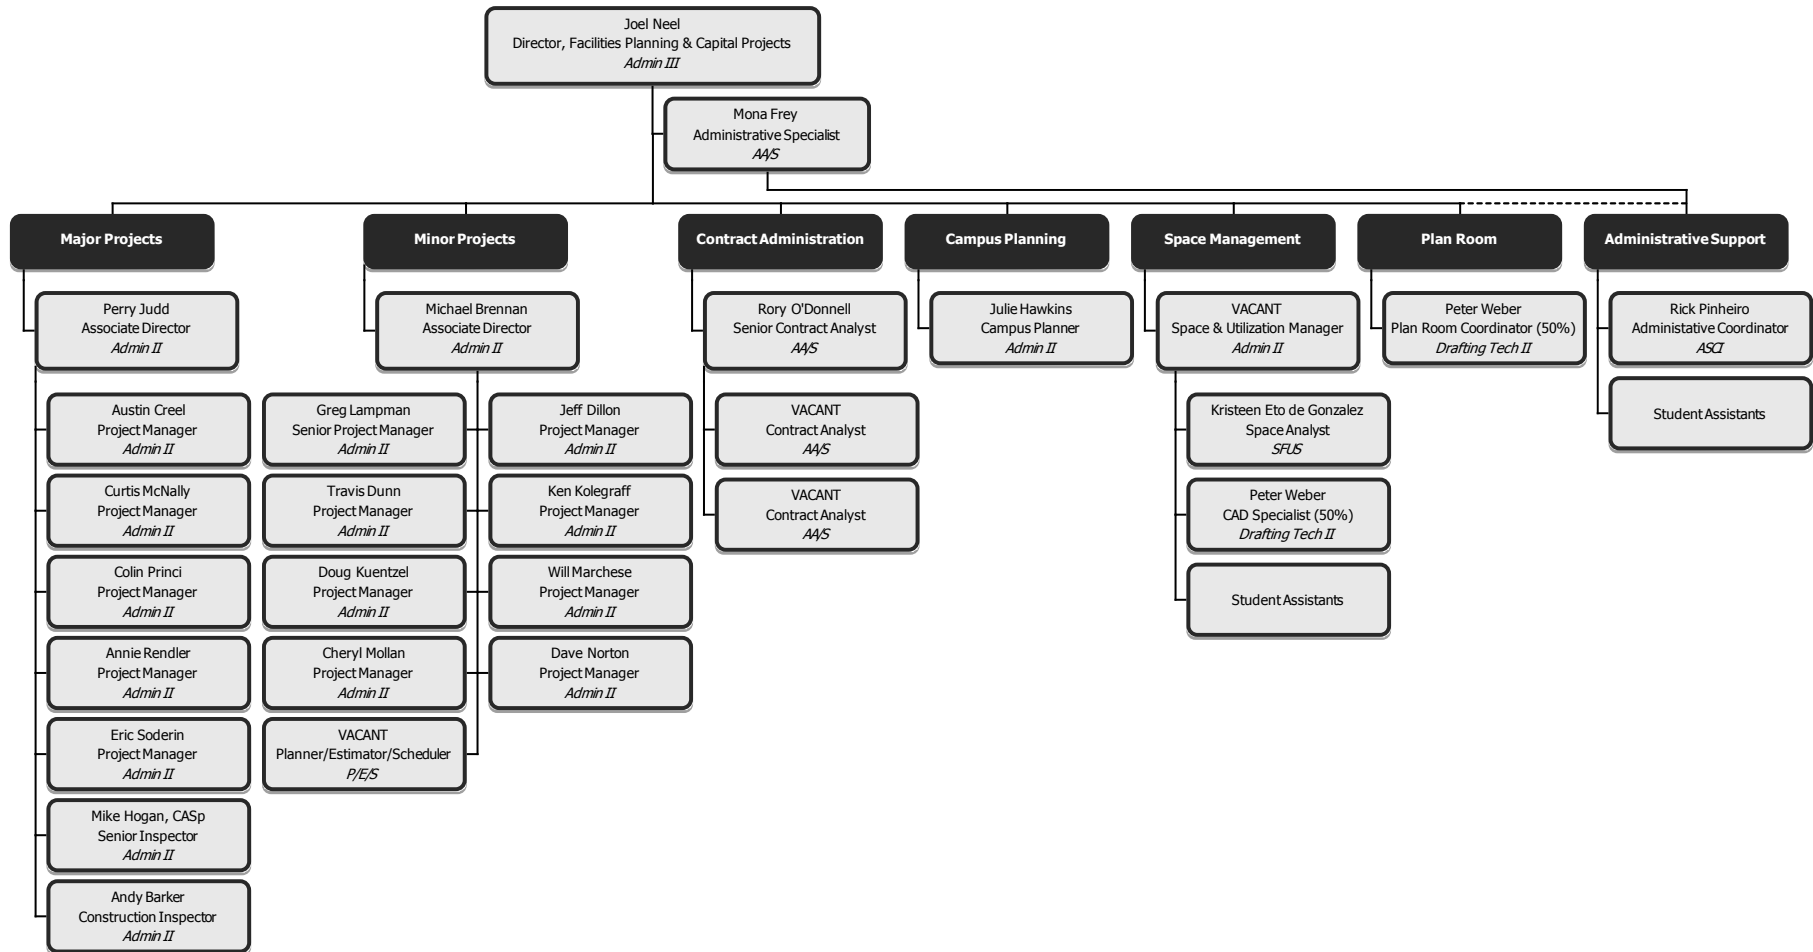 Joel Neel
Director, Facilities Planning & Capital Projects
Admin III
Mona Frey
Administrative Specialist
AA/S
Major Projects
Minor Projects
Contract Administration
Campus Planning
Space Management
Plan Room
Administrative Support
Perry Judd
Associate Director
Admin II
Michael Brennan
Associate Director
Admin II
Rory O'Donnell
Senior Contract Analyst
AA/S
Julie Hawkins
Campus Planner
Admin II
VACANT
Space & Utilization Manager
Admin II
Peter Weber
Plan Room Coordinator (50%)
Drafting Tech II
Rick Pinheiro
Administative Coordinator
ASCI
Austin Creel
Project Manager
Admin II
Greg Lampman
Senior Project Manager
Admin II
Jeff Dillon
Project Manager
Admin II
VACANT
Contract Analyst
AA/S
Kristeen Eto de Gonzalez
Space Analyst
SFUS
Student Assistants
Curtis McNally
Project Manager
Admin II
Travis Dunn
Project Manager
Admin II
Ken Kolegraff
Project Manager
Admin II
VACANT
Contract Analyst
AA/S
Peter Weber
CAD Specialist (50%)
Drafting Tech II
Colin Princi
Project Manager
Admin II
Doug Kuentzel
Project Manager
Admin II
Will Marchese
Project Manager
Admin II
Student Assistants
Annie Rendler
Project Manager
Admin II
Cheryl Mollan
Project Manager
Admin II
Dave Norton
Project Manager
Admin II
Eric Soderin
Project Manager
Admin II
VACANT
Planner/Estimator/Scheduler
P/E/S
Mike Hogan, CASp
Senior Inspector
Admin II
Andy Barker
Construction Inspector
Admin II